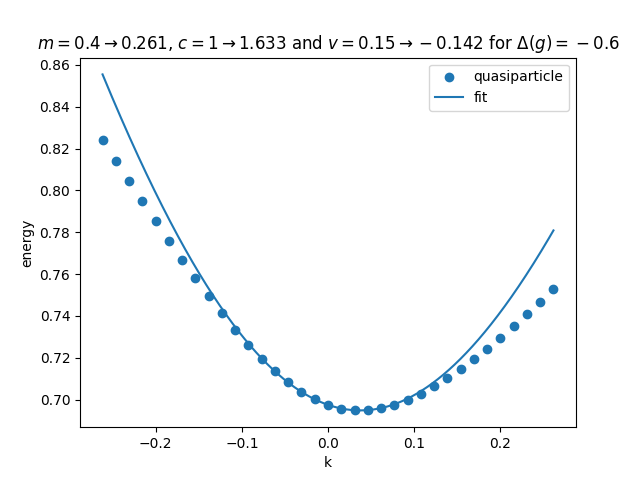 m = 0.4 → 0.261, c = 1 → 1.633 and v = 0.15 → − 0.142 for Δ(g) = − 0.6
quasiparticle
fit
0.86
0.84
0.82
0.80
0.78
0.76
0.74
0.72
0.70
energy
−0.2
−0.1
0.0
0.1
0.2
k